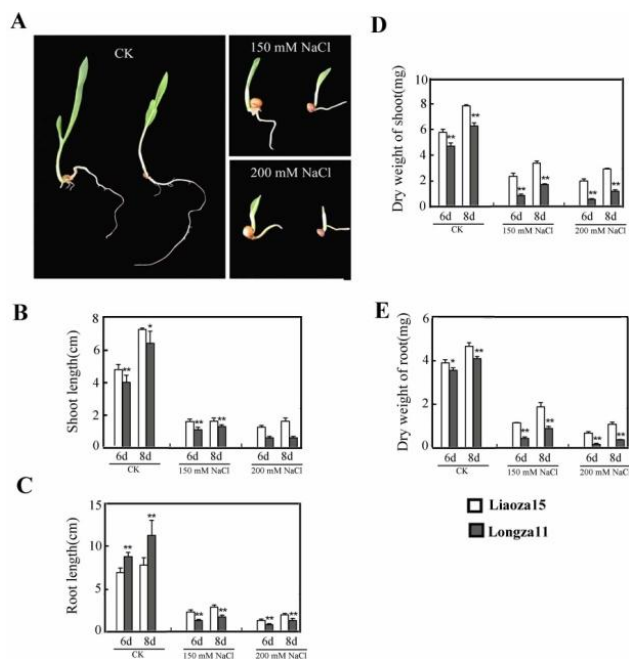 A
CK
150 mM NaCl
200 mM NaCl
B
Shoot length(cm)
8
6
4
2
0
** * ** **
6d 8d 6d 8d 6d 8d
CK 150 mM NaCl 200 mM NaCl
C
Root length(cm)
15
10
5
0
** ** ** ** ** **
6d 8d 6d 8d 6d 8d
CK 150 mM NaCl 200 mM NaCl
D
Dry weight of shoot(mg)
10
8
6
4
2
0
** ** ** ** ** **
6d 8d 6d 8d 6d 8d
CK 150 mM NaCl 200 mM NaCl
E
Dry weight of root(mg)
6
4
2
0
* ** ** ** ** **
6d 8d 6d 8d 6d 8d
CK 150 mM NaCl 200 mM NaCl
Liaoza15
Longza11